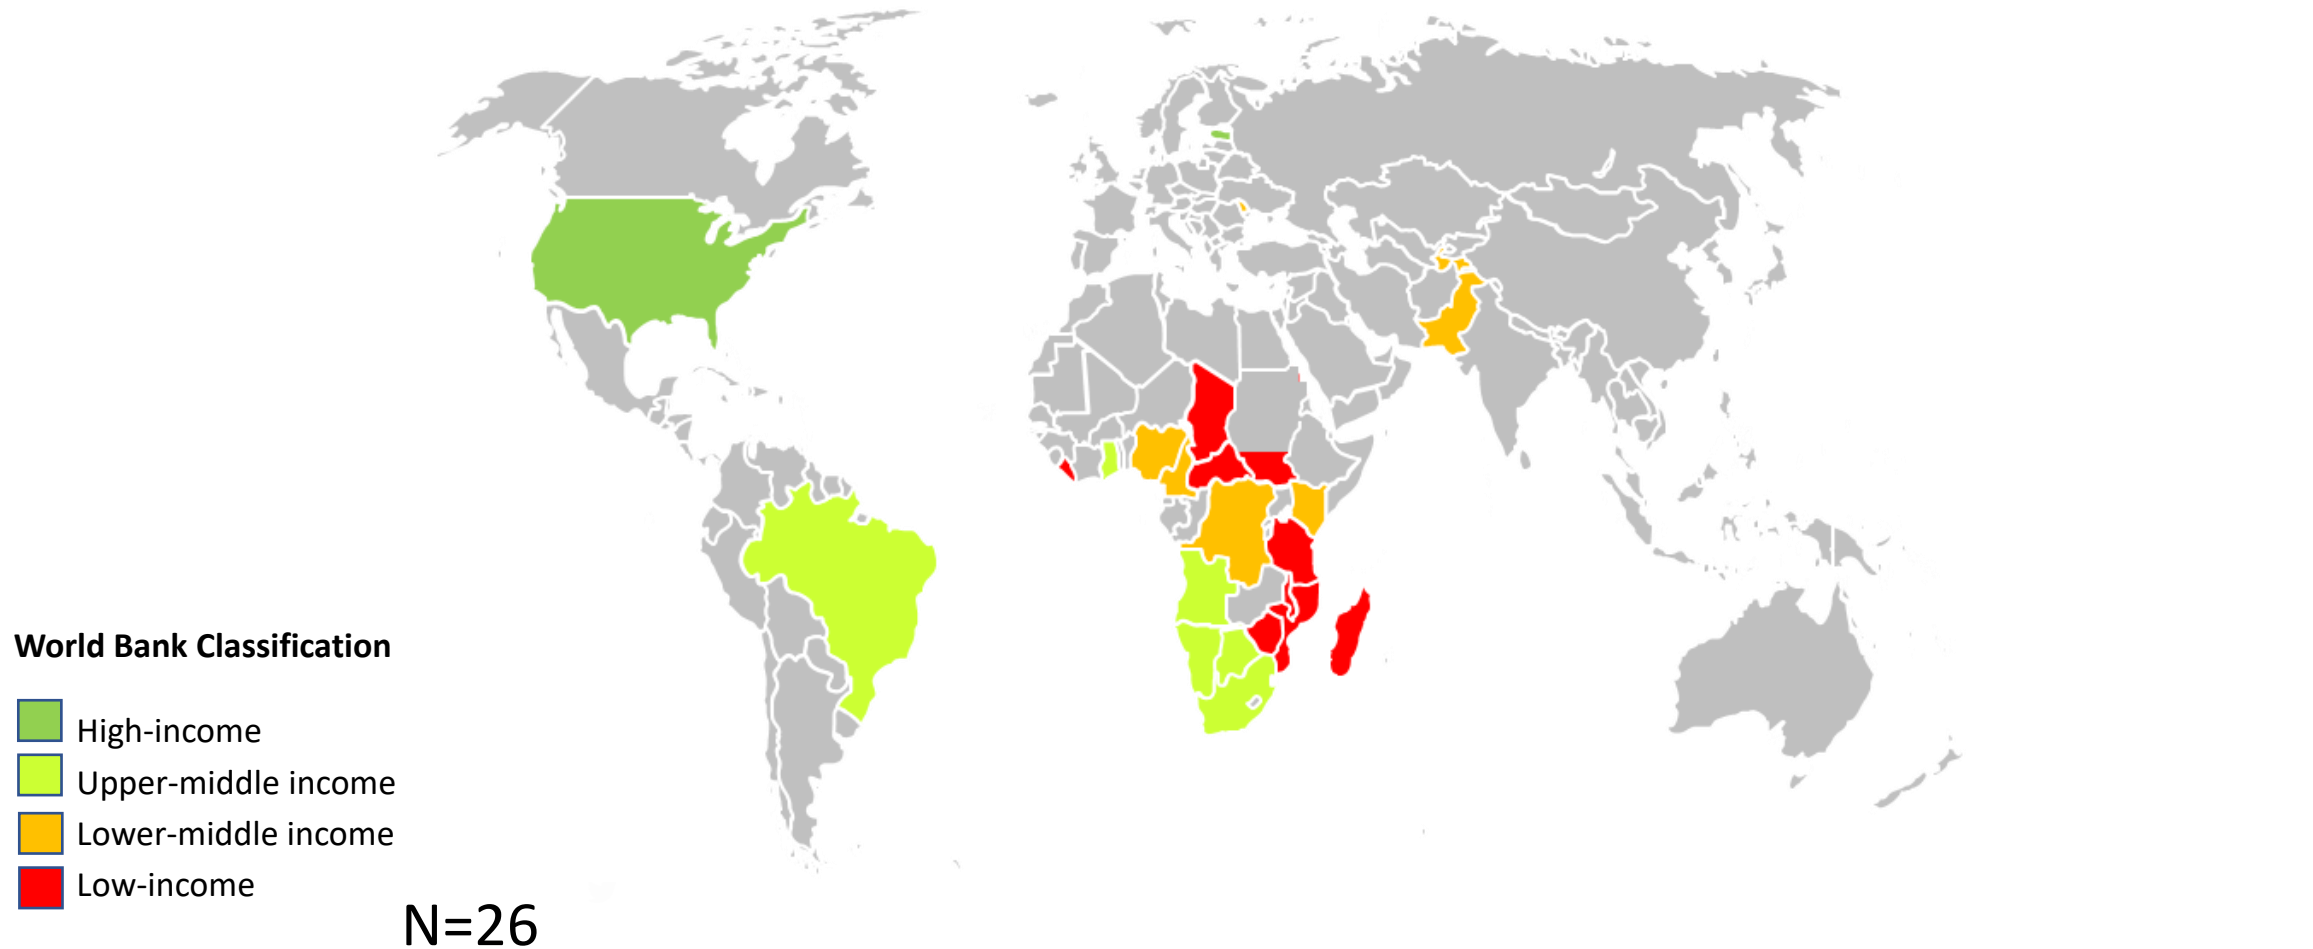 World Bank Classification
High-income
Upper-middle income
Lower-middle income
Low-income
N=26